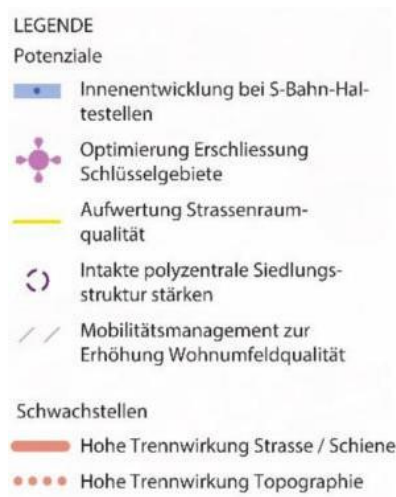 LEGENDE
Potenziale
Innenentwicklung bei S-Bahn-Hal-
testellen
Optimierung Erschliessung
Schlüsselgebiete
Aufwertung Strassenraum-
qualität
Intakte polyzentrale Siedlungs-
struktur stärken
Mobilitätsmanagement zur
Erhöhung Wohnumfeldqualität
Schwachstellen
Hohe Trennwirkung Strasse / Schiene
Hohe Trennwirkung Topographie